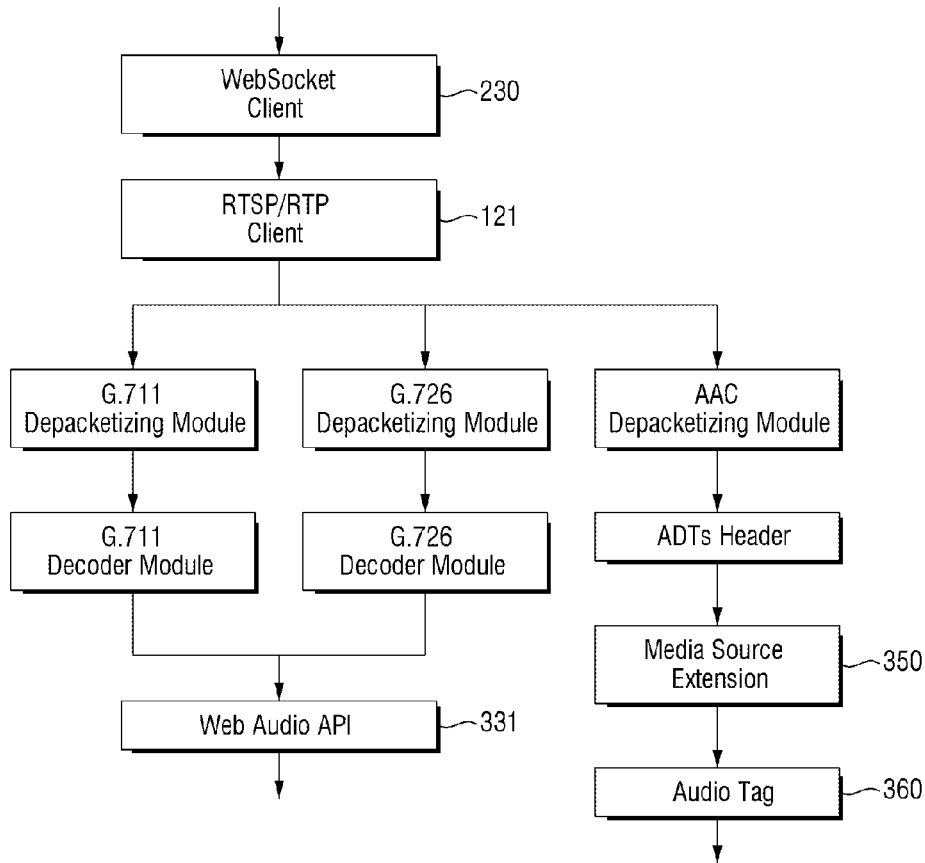 WebSocket
Client
230
RTSP/RTP
Client
121
G.711
Depacketizing Module
G.726
Depacketizing Module
AAC
Depacketizing Module
G.711
Decoder Module
G.726
Decoder Module
ADTs Header
Media Source
Extension
350
Web Audio API
331
Audio Tag
360